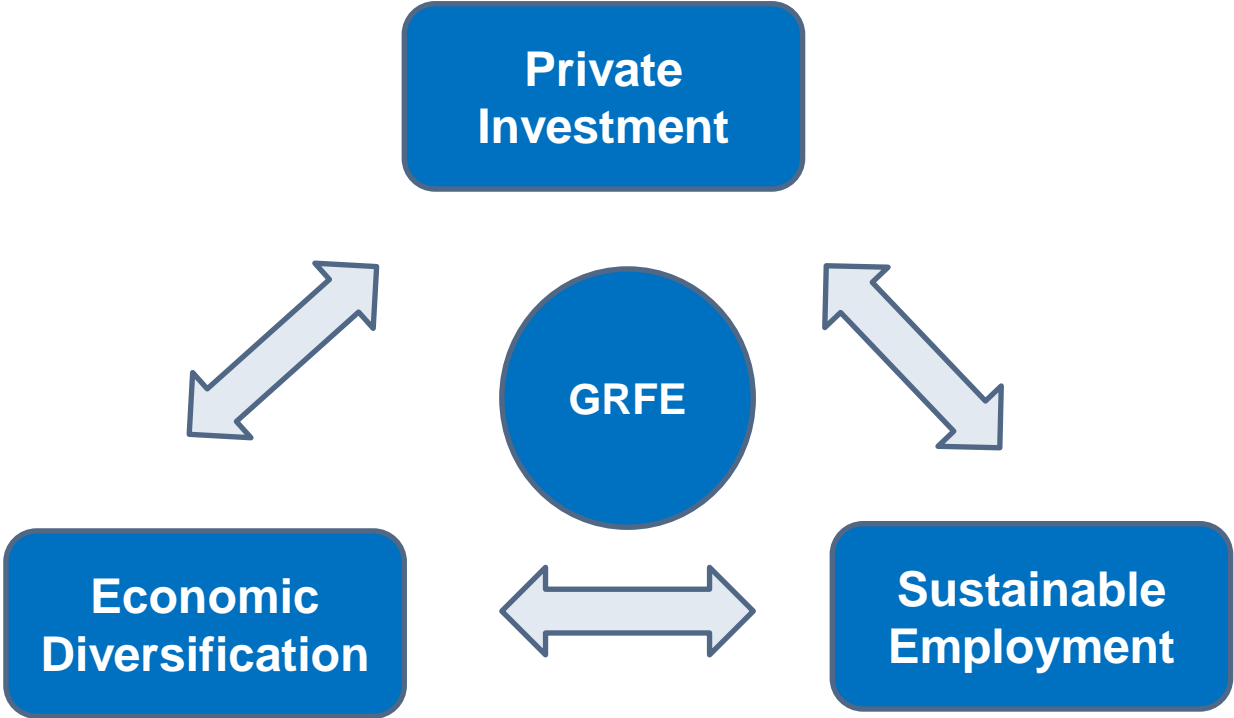 Private
Investment
GRFE
Economic
Diversification
Sustainable
Employment